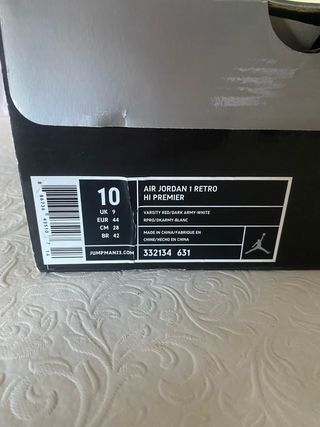 10
UK 9
EUR 44
CM 28
BR 42
JUMPMAN23.COM
AIR JORDAN 1 RETRO
HI PREMIER
VARSITY RED/DARK ARMY-WHITE
RPRO/DKARMY-BLANC
MADE IN CHINA/FABRIQUE EN
CHINE/HECHO EN CHINA
332134 631